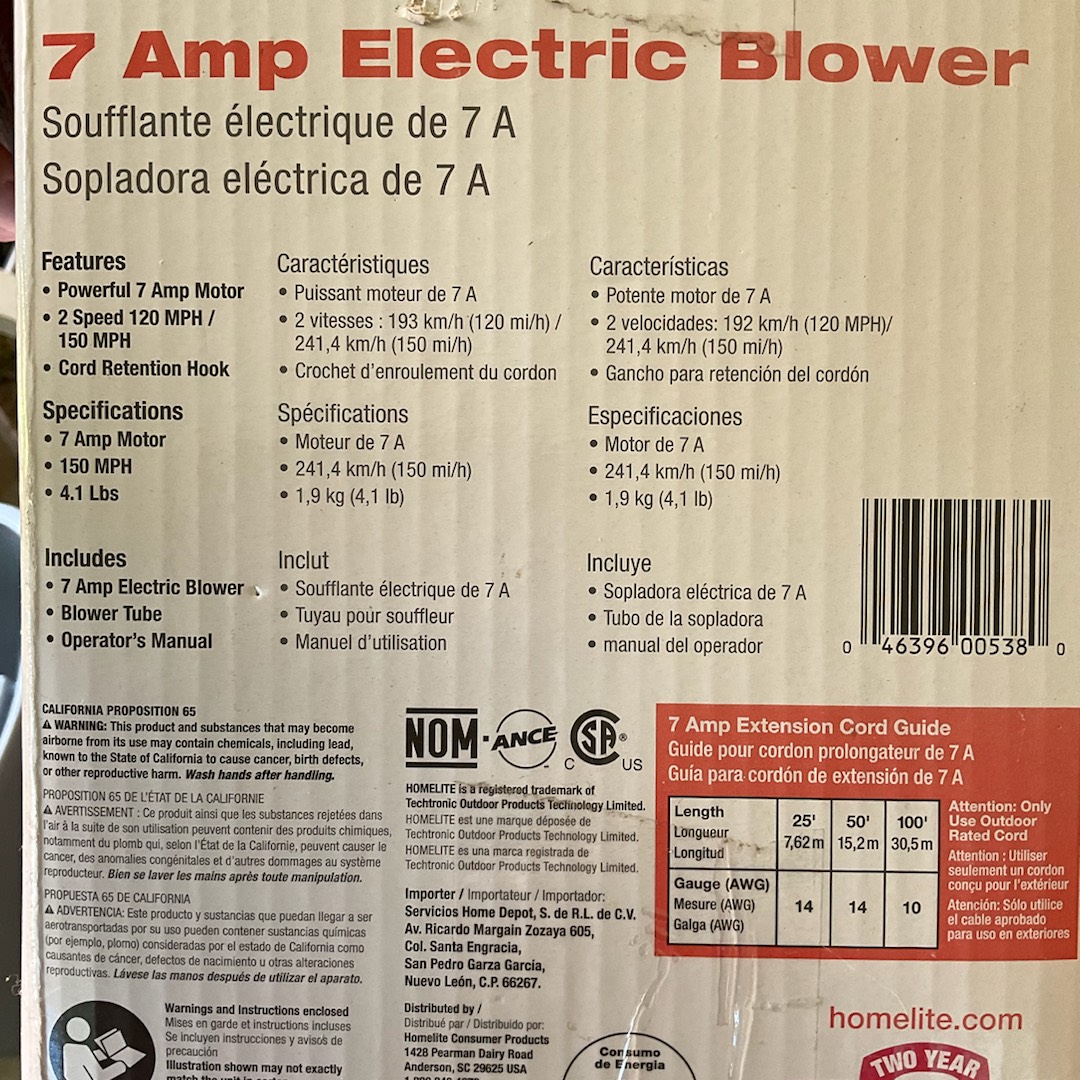 7 Amp Electric Blower
Soufflante électrique de 7 A
Sopladora eléctrica de 7 A
Features
• Powerful 7 Amp Motor
• 2 Speed 120 MPH /
150 MPH
• Cord Retention Hook
Specifications
• 7 Amp Motor
• 150 MPH
• 4.1 Lbs
Includes
• 7 Amp Electric Blower
• Blower Tube
• Operator's Manual
Caractéristiques
• Puissant moteur de 7 A
• 2 vitesses : 193 km/h (120 mi/h) /
241,4 km/h (150 mi/h)
• Crochet d'enroulement du cordon
Spécifications
• Moteur de 7 A
• 241,4 km/h (150 mi/h)
• 1,9 kg (4,1 lb)
Inclut
• Soufflante électrique de 7 A
• Tuyau pour souffleur
• Manuel d'utilisation
Características
• Potente motor de 7 A
• 2 velocidades: 192 km/h (120 MPH)/
241,4 km/h (150 mi/h)
• Gancho para retención del cordón
Especificaciones
• Motor de 7 A
• 241,4 km/h (150 mi/h)
• 1,9 kg (4,1 lb)
Incluye
• Sopladora eléctrica de 7 A
• Tubo de la sopladora
• manual del operador
0 46396 00538 0
CALIFORNIA PROPOSITION 65
⚠ WARNING: This product and substances that may become
airborne from its use may contain chemicals, including lead,
known to the State of California to cause cancer, birth defects,
or other reproductive harm. Wash hands after handling.
PROPOSITION 65 DE L'ÉTAT DE LA CALIFORNIE
⚠ AVERTISSEMENT : Ce produit ainsi que les substances rejetées dans
l'air à la suite de son utilisation peuvent contenir des produits chimiques,
notamment du plomb qui, selon l'État de la Californie, peuvent causer le
cancer, des anomalies congénitales et d'autres dommages au système
reproducteur. Bien se laver les mains après toute manipulation.
PROPUESTA 65 DE CALIFORNIA
⚠ ADVERTENCIA: Este producto y sustancias que puedan llegar a ser
aerotransportadas por su uso pueden contener sustancias químicas
(por ejemplo, plomo) consideradas por el estado de California como
causantes de cáncer, defectos de nacimiento u otras alteraciones
reproductivas. Lávese las manos después de utilizar el aparato.
Warnings and Instructions enclosed
Mises en garde et instructions incluses
Se incluyen instrucciones y avisos de
precaución
Illustration shown may not exactly
match the unit in
NOM-ANCE
C SA ® US
HOMELITE is a registered trademark of
Techtronic Outdoor Products Technology Limited.
HOMELITE est une marque déposée de
Techtronic Outdoor Products Technology Limited.
HOMELITE es una marca registrada de
Techtronic Outdoor Products Technology Limited.
Importer / Importateur / Importador:
Servicios Home Depot, S. de R.L. de C.V.
Av. Ricardo Margain Zozaya 605,
Col. Santa Engracia,
San Pedro Garza García,
Nuevo León, C.P. 66267.
Distributed by /
Distribué par / Distribuido por:
Homelite Consumer Products
1428 Pearman Dairy Road
Anderson, SC 29625 USA
Consumo
de Energia
7 Amp Extension Cord Guide
Guide pour cordon prolongateur de 7 A
Guía para cordón de extensión de 7 A
Length
Longueur
Longitud
25' 50' 100'
7,62 m 15,2 m 30,5 m
Gauge (AWG)
Mesure (AWG)
Galga (AWG)
14 14 10
Attention: Only
Use Outdoor
Rated Cord
Attention : Utiliser
seulement un cordon
conçu pour l'extérieur
Atención: Sólo utilice
el cable aprobado
para uso en exteriores
homelite.com
TWO YEAR